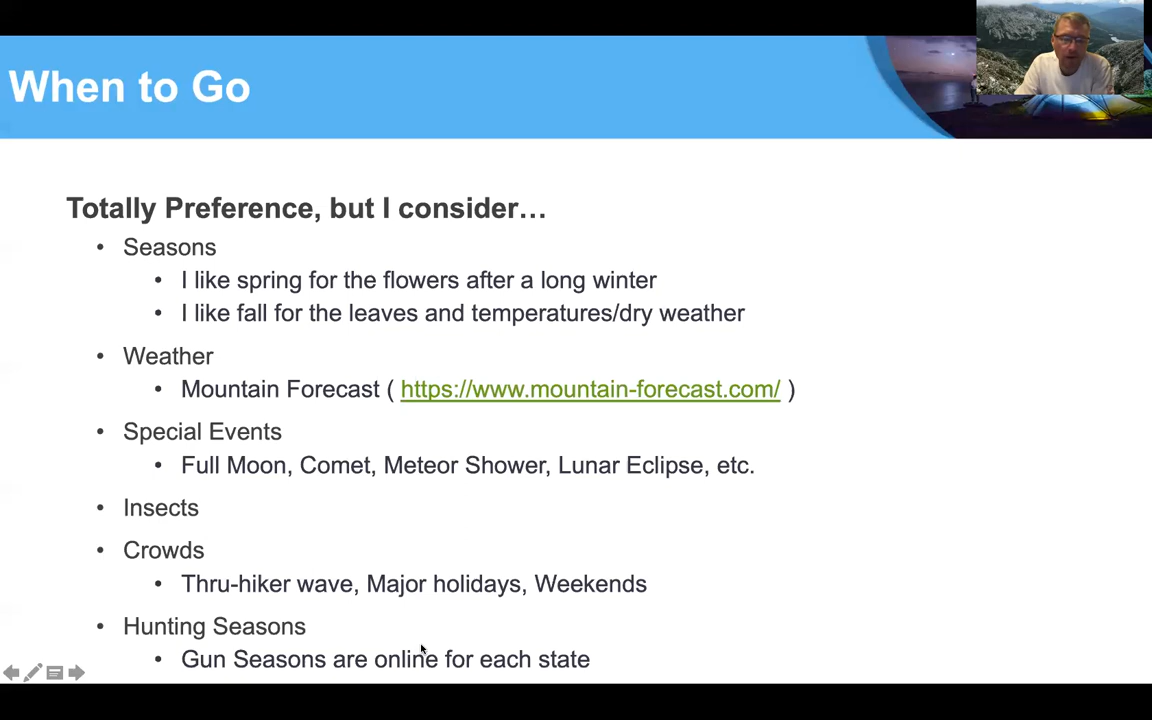 When to Go
Totally Preference, but I consider…
• Seasons
• I like spring for the flowers after a long winter
• I like fall for the leaves and temperatures/dry weather
• Weather
• Mountain Forecast ( https://www.mountain-forecast.com/ )
• Special Events
• Full Moon, Comet, Meteor Shower, Lunar Eclipse, etc.
• Insects
• Crowds
• Thru-hiker wave, Major holidays, Weekends
• Hunting Seasons
• Gun Seasons are online for each state